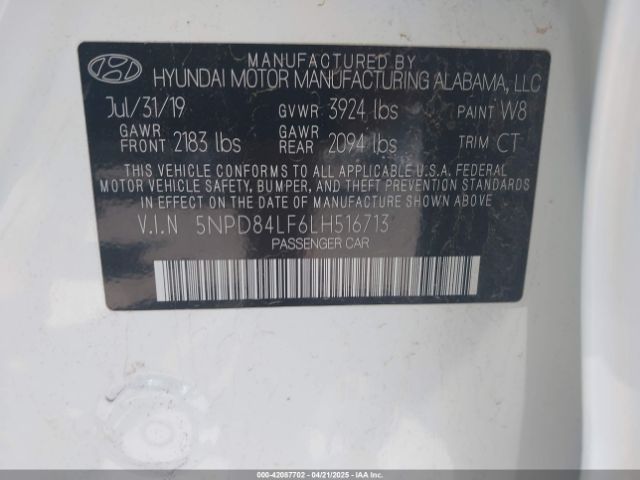 MANUFACTURED BY
HYUNDAI MOTOR MANUFACTURING ALABAMA, LLC
Jul/31/19 GVWR 3924 lbs PAINT W8
GAWR FRONT 2183 lbs GAWR REAR 2094 lbs TRIM CT
THIS VEHICLE CONFORMS TO ALL APPLICABLE U.S.A. FEDERAL
MOTOR VEHICLE SAFETY, BUMPER, AND THEFT PREVENTION STANDARDS
IN EFFECT ON THE DATE OF MANUFACTURE SHOWN ABOVE
V.I.N 5NPD84LF6LH516713
PASSENGER CAR
000-42087702 - 04/21/2025 - IAAI.COM